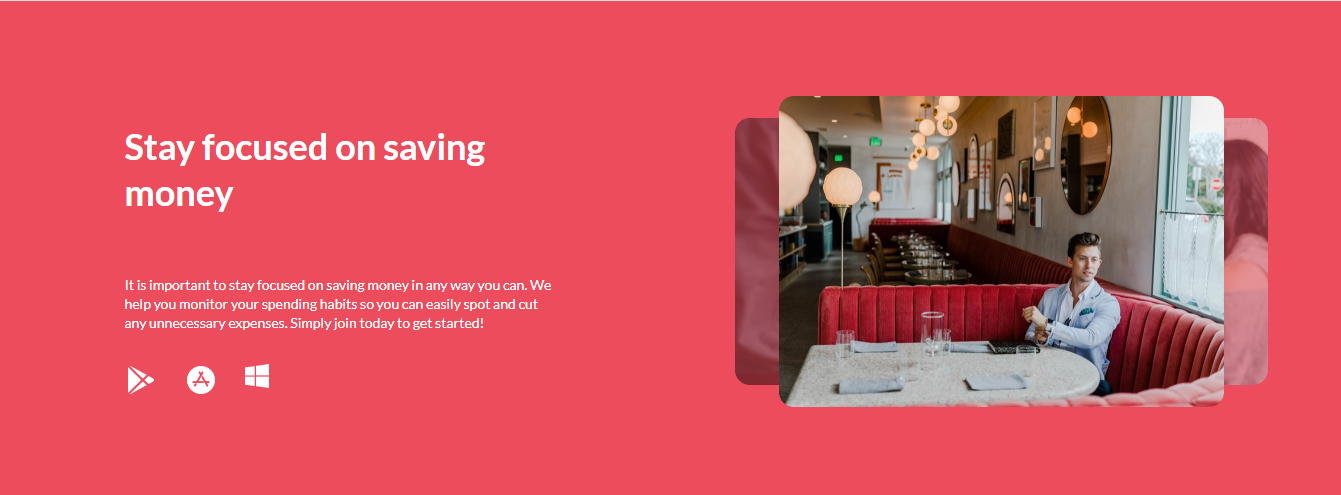 Stay focused on saving
money
It is important to stay focused on saving money in any way you can. We
help you monitor your spending habits so you can easily spot and cut
any unnecessary expenses. Simply join today to get started!